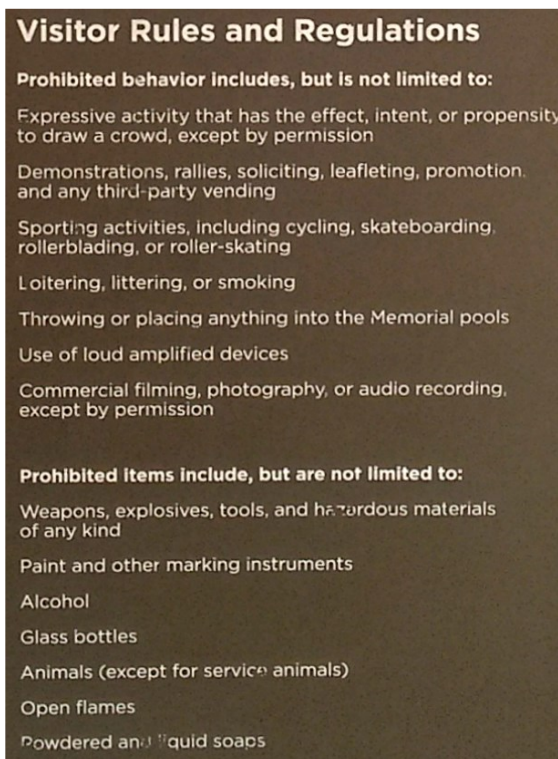 Visitor Rules and Regulations
Prohibited behavior includes, but is not limited to:
Expressive activity that has the effect, intent, or propensity
to draw a crowd, except by permission
Demonstrations, rallies, soliciting, leafleting, promotion,
and any third-party vending
Sporting activities, including cycling, skateboarding,
rollerblading, or roller-skating
Loitering, littering, or smoking
Throwing or placing anything into the Memorial pools
Use of loud amplified devices
Commercial filming, photography, or audio recording,
except by permission
Prohibited items include, but are not limited to:
Weapons, explosives, tools, and hazardous materials
of any kind
Paint and other marking instruments
Alcohol
Glass bottles
Animals (except for service animals)
Open flames
Powdered and liquid soaps